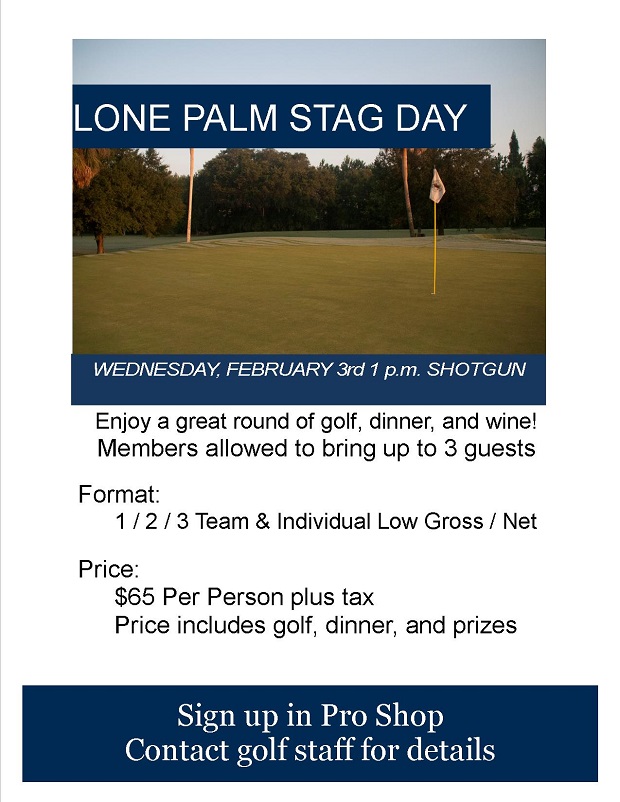 LONE PALM STAG DAY
WEDNESDAY, FEBRUARY 3rd 1 p.m. SHOTGUN
Enjoy a great round of golf, dinner, and wine!
Members allowed to bring up to 3 guests
Format:
1 / 2 / 3 Team & Individual Low Gross / Net
Price:
$65 Per Person plus tax
Price includes golf, dinner, and prizes
Sign up in Pro Shop
Contact golf staff for details